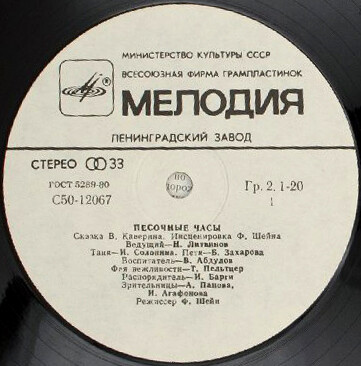 МИНИСТЕРСТВО КУЛЬТУРЫ СССР
ВСЕСОЮЗНАЯ ФИРМА ГРАМПЛАСТИНОК
МЕЛОДИЯ
ЛЕНИНГРАДСКИЙ ЗАВОД
СТЕРЕО 33
ГОСТ 5289-80
Гр. 2. 1-20
С50-12067
1
ПЕСОЧНЫЕ ЧАСЫ
Сказка В. Каверина. Инсценировка Ф. Шейна
Ведущий—Н. Литвинов
Таня—И. Солонина. Петя—Б. Захарова
Воспитатель—В. Абдулов
Фея вежливости—Т. Пельтцер
Распорядитель—И. Барги
Зрительницы—А. Панова,
И. Агафонова
Режиссер Ф. Шейн